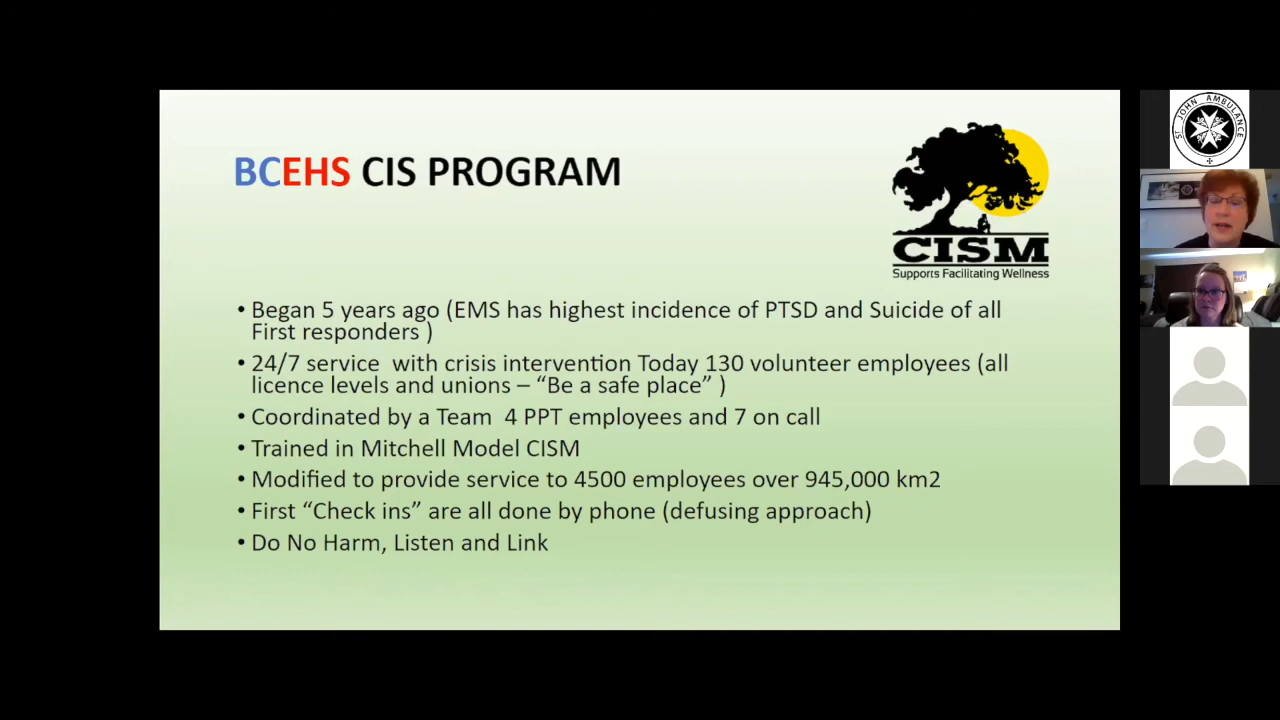 BCEHS CIS PROGRAM
CISM
Supports Facilitating Wellness
• Began 5 years ago (EMS has highest incidence of PTSD and Suicide of all
First responders )
• 24/7 service with crisis intervention Today 130 volunteer employees (all
licence levels and unions – “Be a safe place” )
• Coordinated by a Team 4 PPT employees and 7 on call
• Trained in Mitchell Model CISM
• Modified to provide service to 4500 employees over 945,000 km2
• First “Check ins” are all done by phone (defusing approach)
• Do No Harm, Listen and Link
ST JOHN AMBULANCE